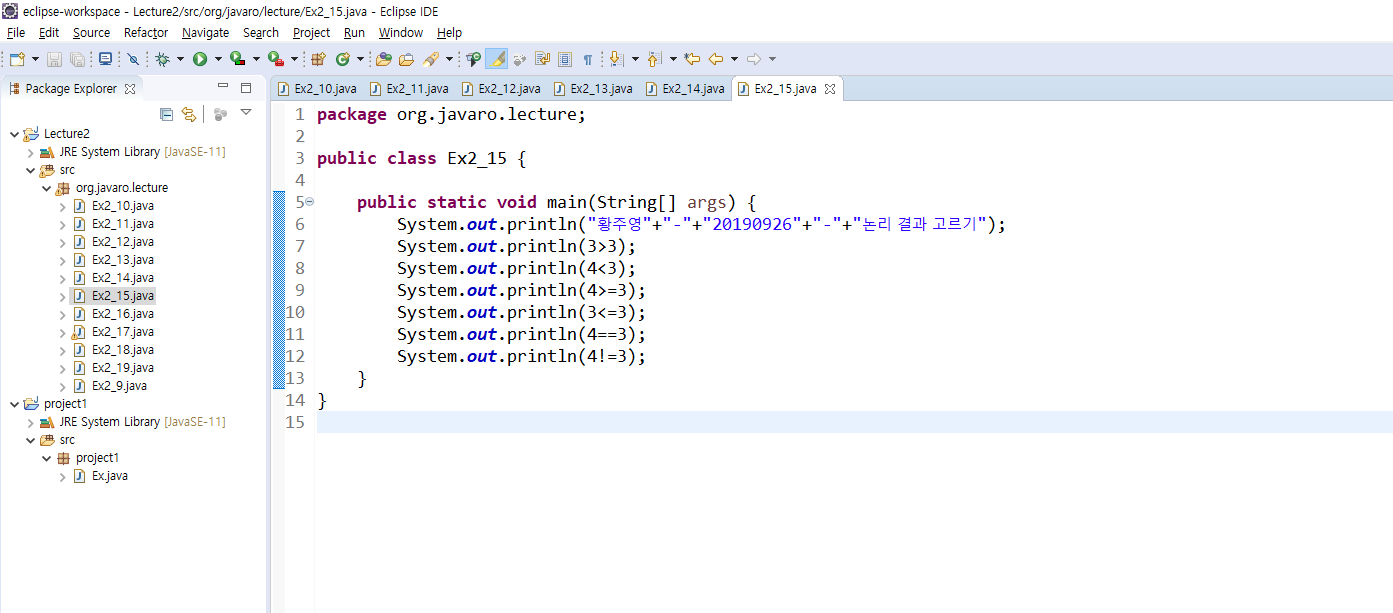 eclipse-workspace - Lecture2/src/org/javaro/lecture/Ex2_15.java - Eclipse IDE
File Edit Source Refactor Navigate Search Project Run Window Help
Package Explorer
Lecture2
JRE System Library [JavaSE-11]
src
org.javaro.lecture
Ex2_10.java
Ex2_11.java
Ex2_12.java
Ex2_13.java
Ex2_14.java
Ex2_15.java
Ex2_16.java
Ex2_17.java
Ex2_18.java
Ex2_19.java
Ex2_9.java
project1
JRE System Library [JavaSE-11]
src
project1
Ex.java
Ex2_10.java Ex2_11.java Ex2_12.java Ex2_13.java Ex2_14.java Ex2_15.java
1 package org.javaro.lecture;
2
3 public class Ex2_15 {
4
5 public static void main(String[] args) {
6 System.out.println("황주영"+"-"+"20190926"+"-"+"논리 결과 고르기");
7 System.out.println(3>3);
8 System.out.println(4<3);
9 System.out.println(4>=3);
10 System.out.println(3<=3);
11 System.out.println(4==3);
12 System.out.println(4!=3);
13 }
14 }
15